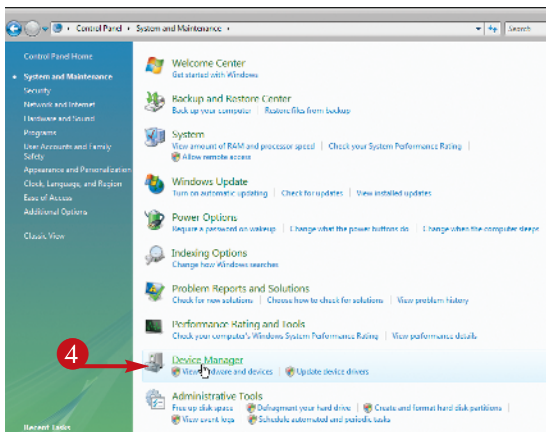 Control Panel System and Maintenance Search
Control Panel Home
System and Maintenance
Security
Network and Internet
Hardware and Sound
Programs
User Accounts and Family
Safety
Appearance and Personalization
Clock, Language, and Region
Ease of Access
Additional Options
Classic View
Recent Tasks
Welcome Center
Get started with Windows
Backup and Restore Center
Back up your computer Restore files from backup
System
View amount of RAM and processor speed Check your System Performance Rating
Allow remote access
Windows Update
Turn on automatic updating Check for updates View installed updates
Power Options
Require a password on wakeup Change what the power buttons do Change when the computer sleeps
Indexing Options
Change how Windows searches
Problem Reports and Solutions
Check for new solutions Choose how to check for solutions View problem history
Performance Rating and Tools
Check your computer's Windows System Performance Rating View performance details
4
Device Manager
View hardware and devices Update device drivers
Administrative Tools
Free up disk space Defragment your hard drive Create and format hard disk partitions
View event logs Schedule automated and periodic tasks